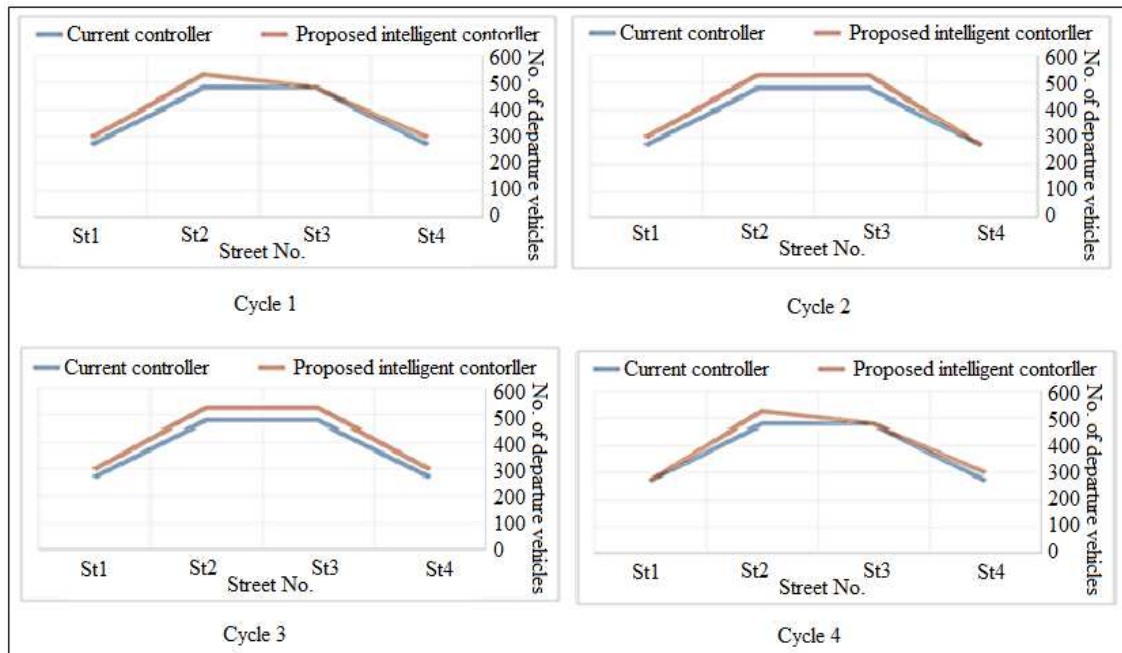 Current controller Proposed intelligent contorller
600
500
400
300
200
100
0
No. of departure vehicles
St1 St2 St3 St4
Street No.
Cycle 1
Current controller Proposed intelligent contorller
600
500
400
300
200
100
0
No. of departure vehicles
St1 St2 St3 St4
Street No.
Cycle 2
Current controller Proposed intelligent contorller
600
500
400
300
200
100
0
No. of departure vehicles
St1 St2 St3 St4
Street No.
Cycle 3
Current controller Proposed intelligent contorller
600
500
400
300
200
100
0
No. of departure vehicles
St1 St2 St3 St4
Street No.
Cycle 4